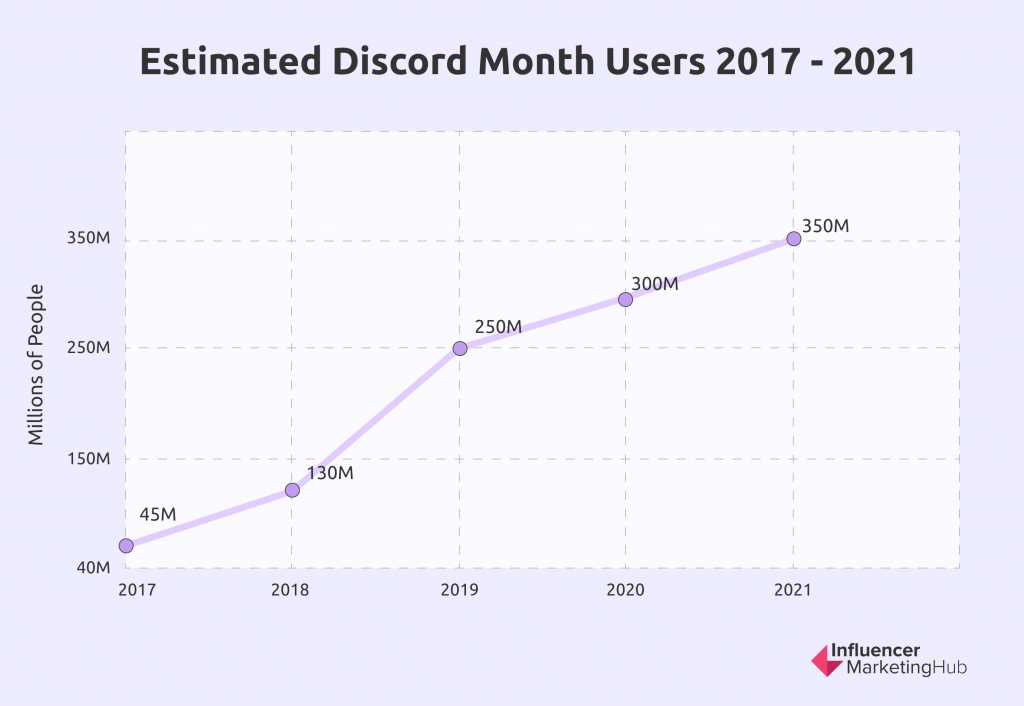 Estimated Discord Month Users 2017 - 2021
350M
350M
300M
Millions of People
250M
250M
150M
130M
45M
40M
2017 2018 2019 2020 2021
Influencer
MarketingHub